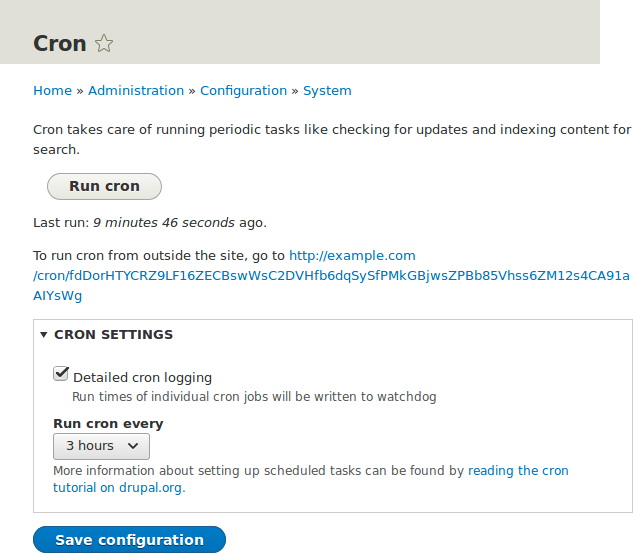 Cron
Home » Administration » Configuration » System
Cron takes care of running periodic tasks like checking for updates and indexing content for
search.
Run cron
Last run: 9 minutes 46 seconds ago.
To run cron from outside the site, go to http://example.com
/cron/fdDorHTYCRZ9LF16ZECBswWsC2DVHfb6dqSySfPMkGBjwsZPBb85Vhss6ZM12s4CA91a
AIYsWg
CRON SETTINGS
Detailed cron logging
Run times of individual cron jobs will be written to watchdog
Run cron every
3 hours
More information about setting up scheduled tasks can be found by reading the cron
tutorial on drupal.org.
Save configuration